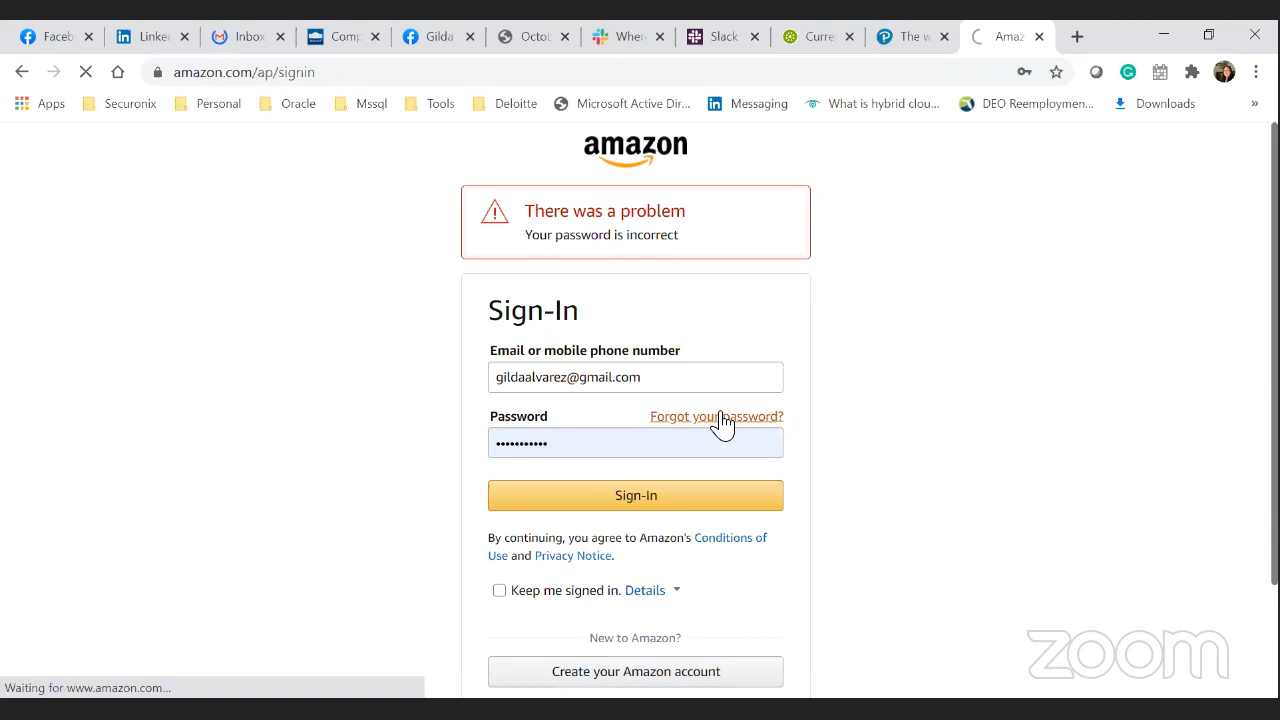 Faceb
Linke
Inbox
Comp
Gilda
Octob
Wher
Slack
Curre
The w
Amaz
amazon.com/ap/signin
Apps
Securonix
Personal
Oracle
Mssql
Tools
Deloitte
Microsoft Active Dir...
Messaging
What is hybrid clou...
DEO Reemploymen...
Downloads
»
amazon
There was a problem
Your password is incorrect
Sign-In
Email or mobile phone number
gildaalvarez@gmail.com
Password Forgot your password?
•••••••••••
Sign-In
By continuing, you agree to Amazon's Conditions of
Use and Privacy Notice.
Keep me signed in. Details
New to Amazon?
Create your Amazon account
zoom
Waiting for www.amazon.com...